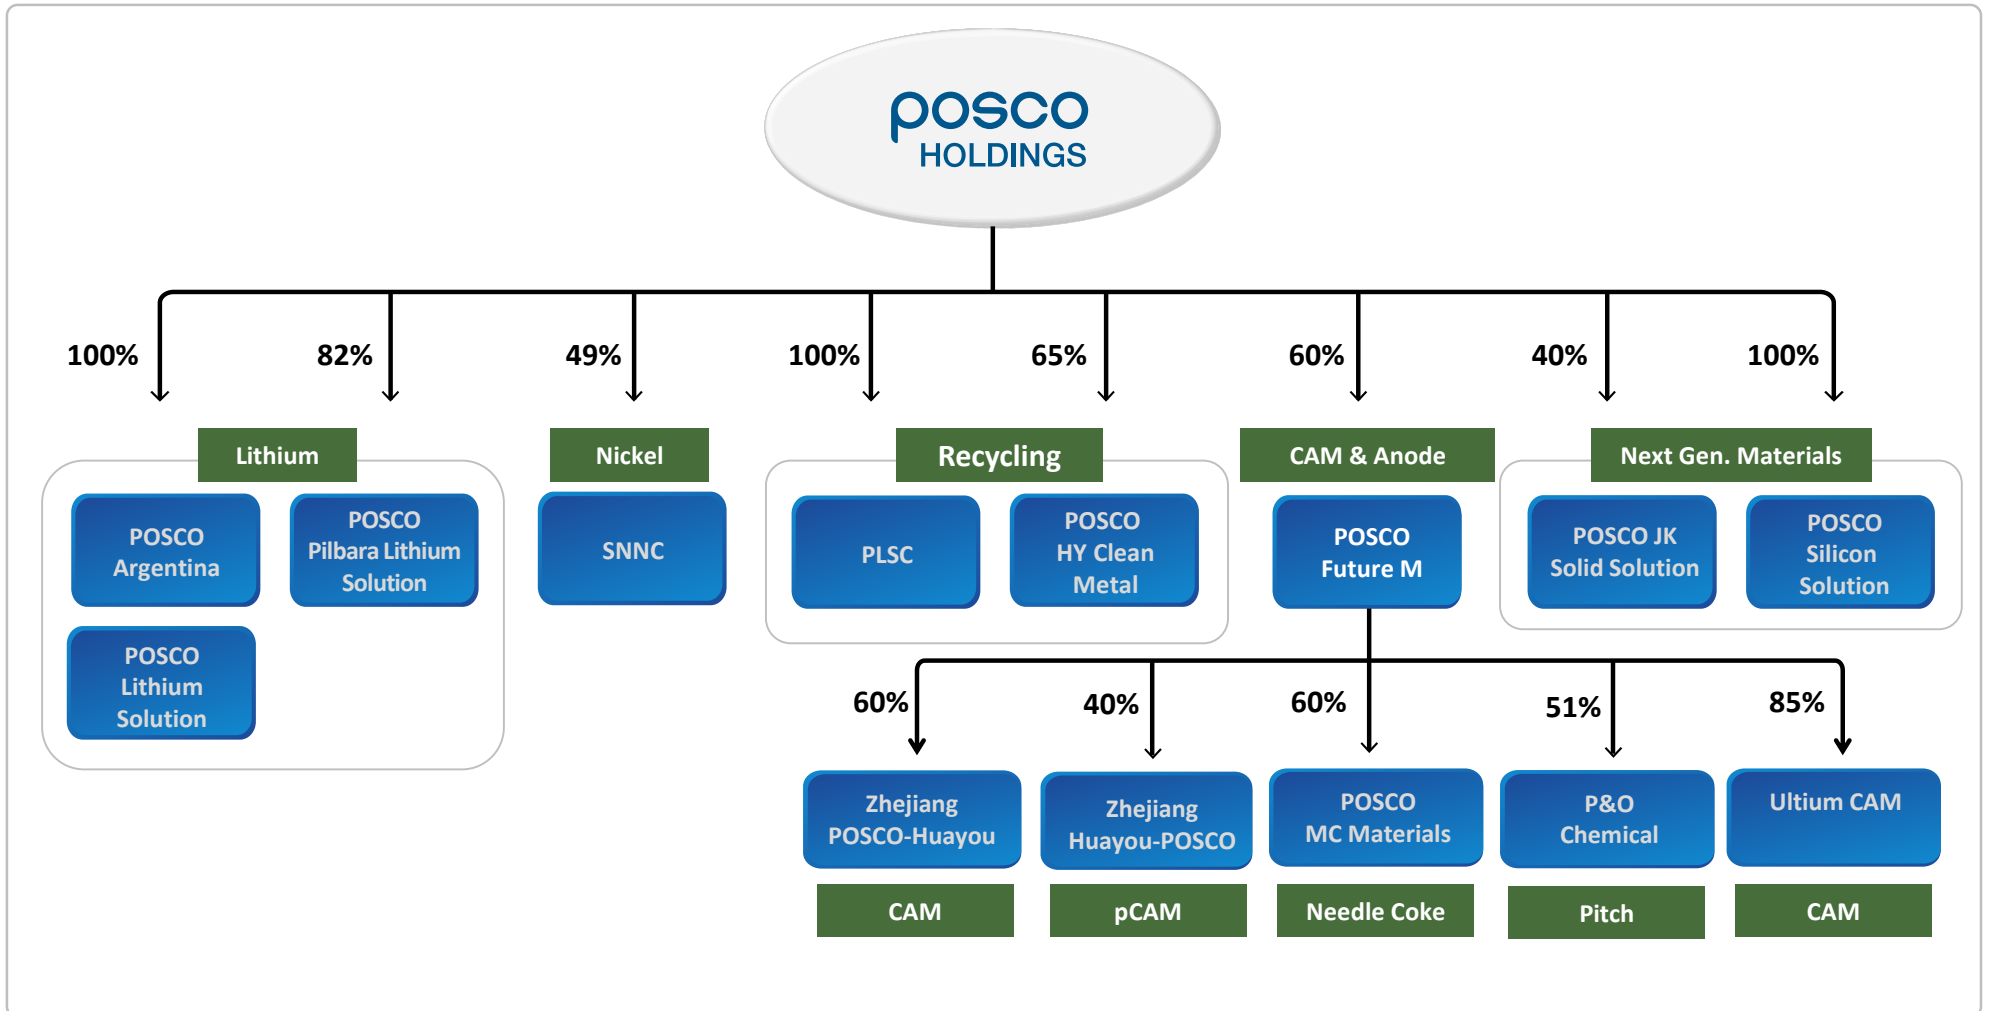 posco
HOLDINGS
100%
82%
49%
100%
65%
60%
40%
100%
Lithium
Nickel
Recycling
CAM & Anode
Next Gen. Materials
POSCO
Argentina
POSCO
Pilbara Lithium
Solution
SNNC
PLSC
POSCO
HY Clean
Metal
POSCO
Future M
POSCO JK
Solid Solution
POSCO
Silicon
Solution
POSCO
Lithium
Solution
60%
40%
60%
51%
85%
Zhejiang
POSCO-Huayou
Zhejiang
Huayou-POSCO
POSCO
MC Materials
P&O
Chemical
Ultium CAM
CAM
pCAM
Needle Coke
Pitch
CAM